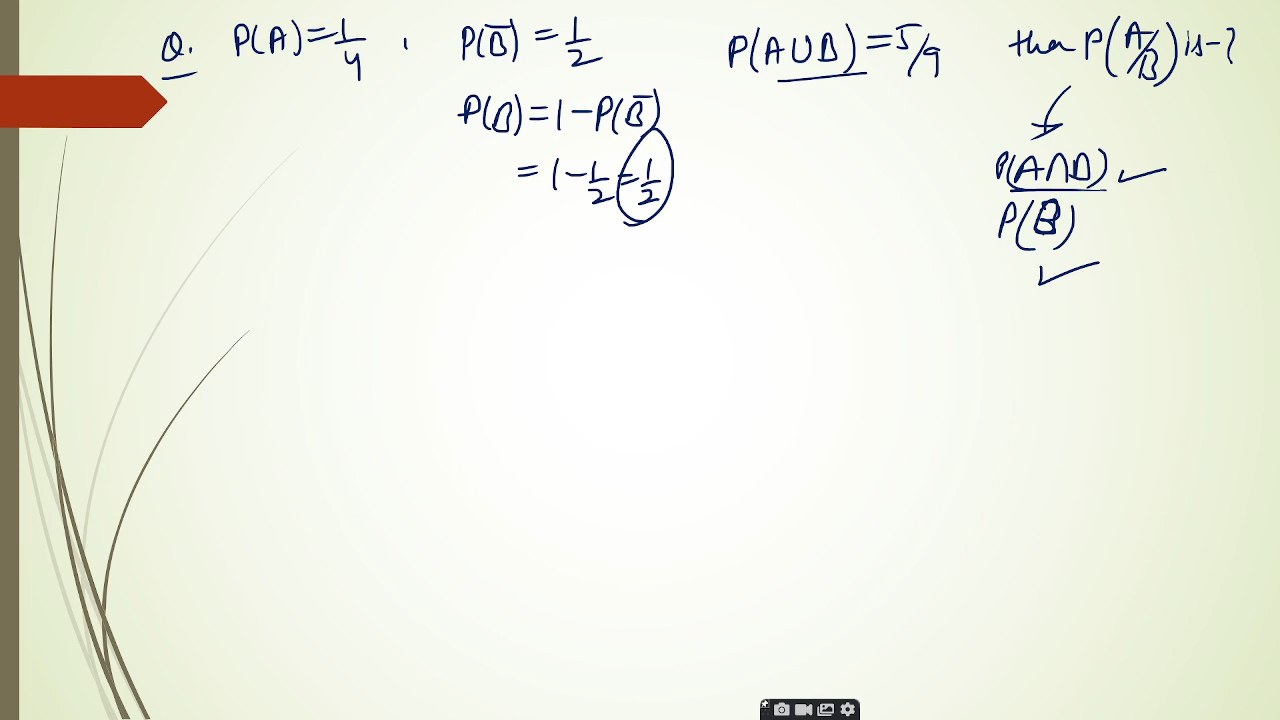 Q. P(A)=1/4 , P(B̅)=1/2 P(A∪B)=5/9 then P(A/B) is-?
P(B)=1-P(B̅)
=1-1/2=1/2
P(A∩B)/P(B)